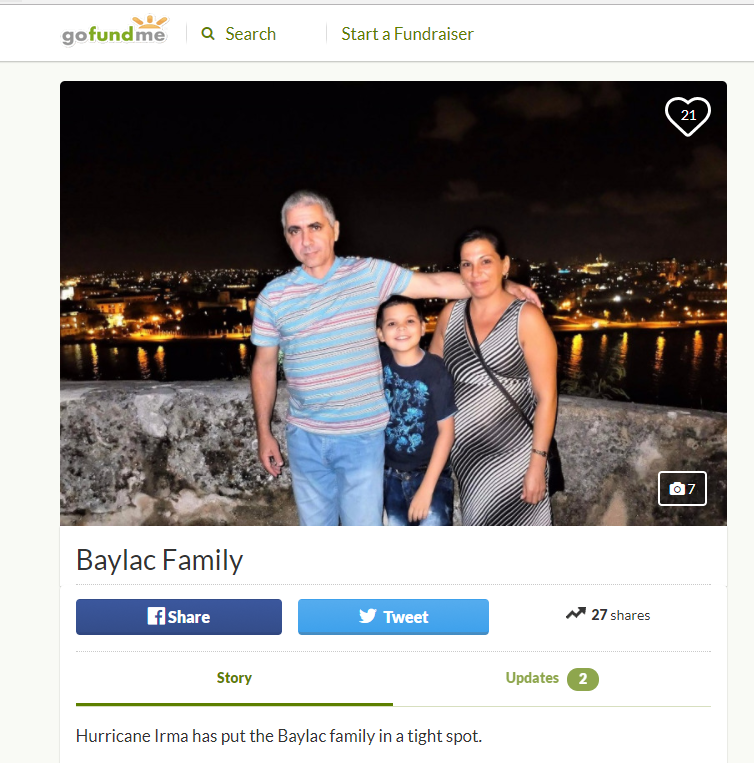 gofundme
Search
Start a Fundraiser
21
7
Baylac Family
Share
Tweet
27 shares
Story
Updates 2
Hurricane Irma has put the Baylac family in a tight spot.